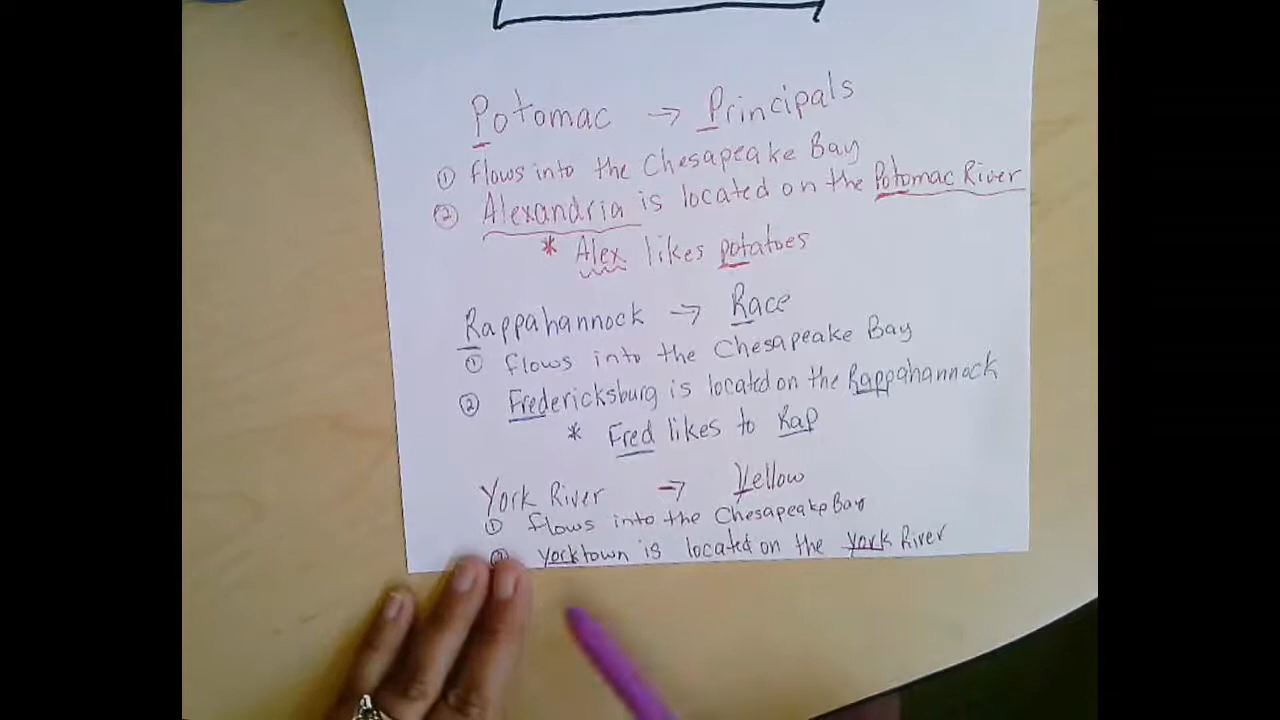 Potomac → Principals
① flows into the Chesapeake Bay
② Alexandria is located on the Potomac River
* Alex likes potatoes
Rappahannock → Race
① flows into the Chesapeake Bay
② Fredericksburg is located on the Rappahannock
* Fred likes to Rap
York River → Yellow
① flows into the Chesapeake Bay
② Yorktown is located on the York River